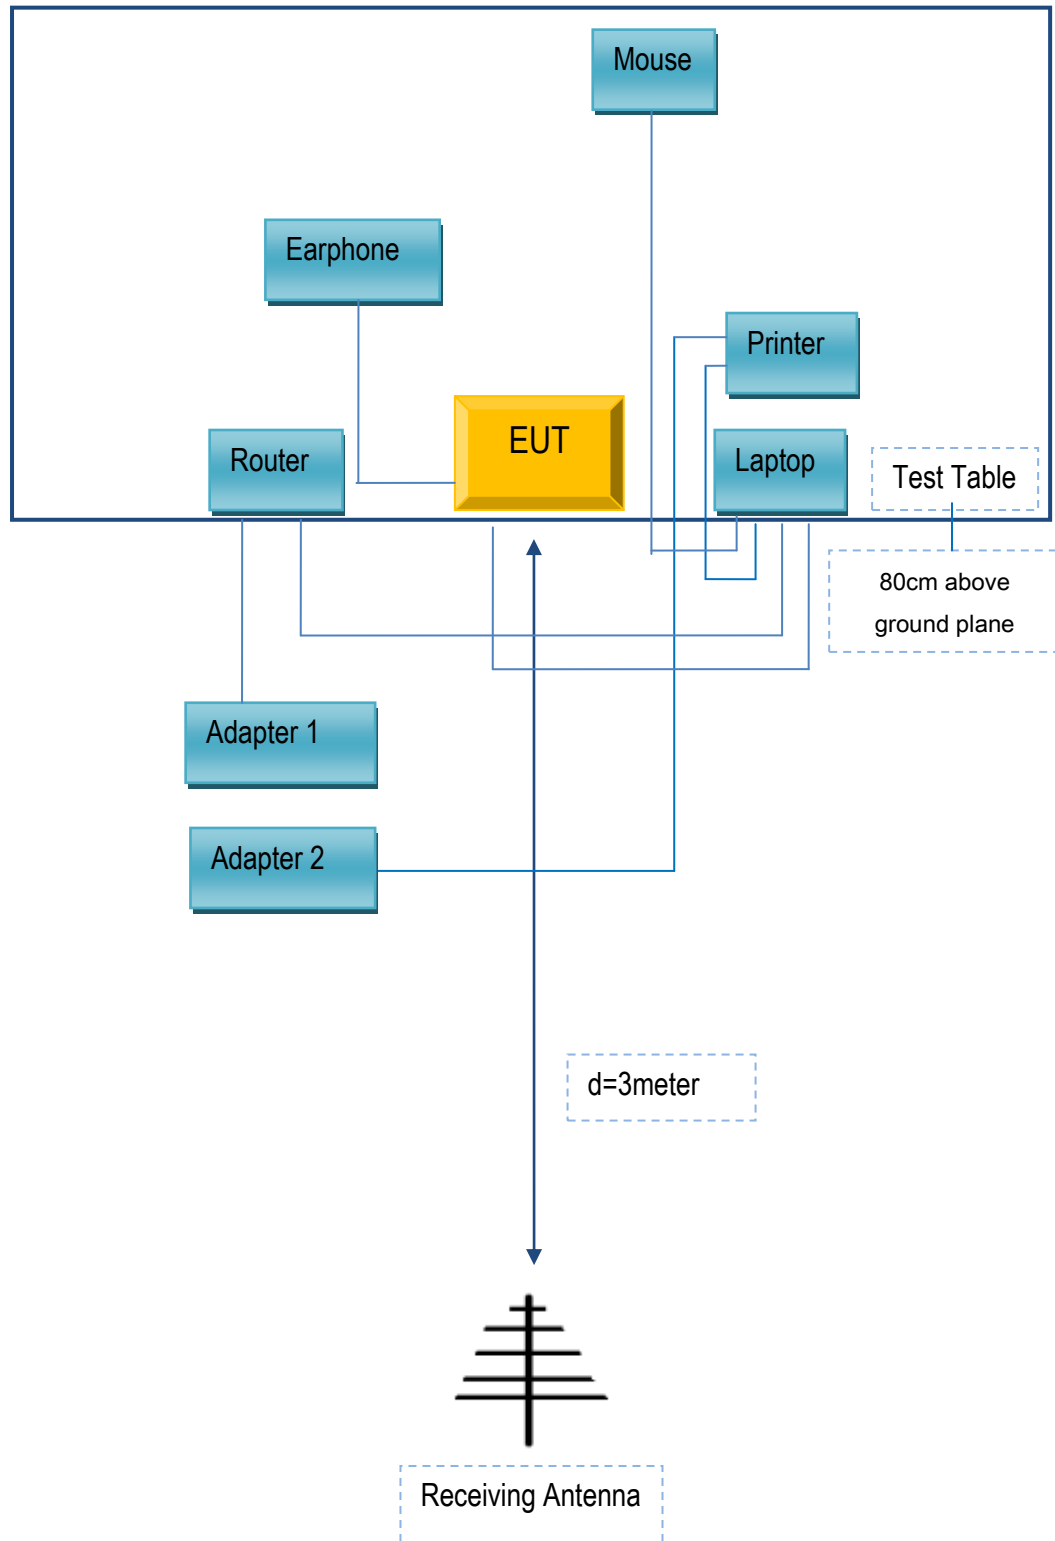 Mouse
Earphone
Printer
EUT
Router
Laptop
Test Table
80cm above
ground plane
Adapter 1
Adapter 2
d=3meter
Receiving Antenna